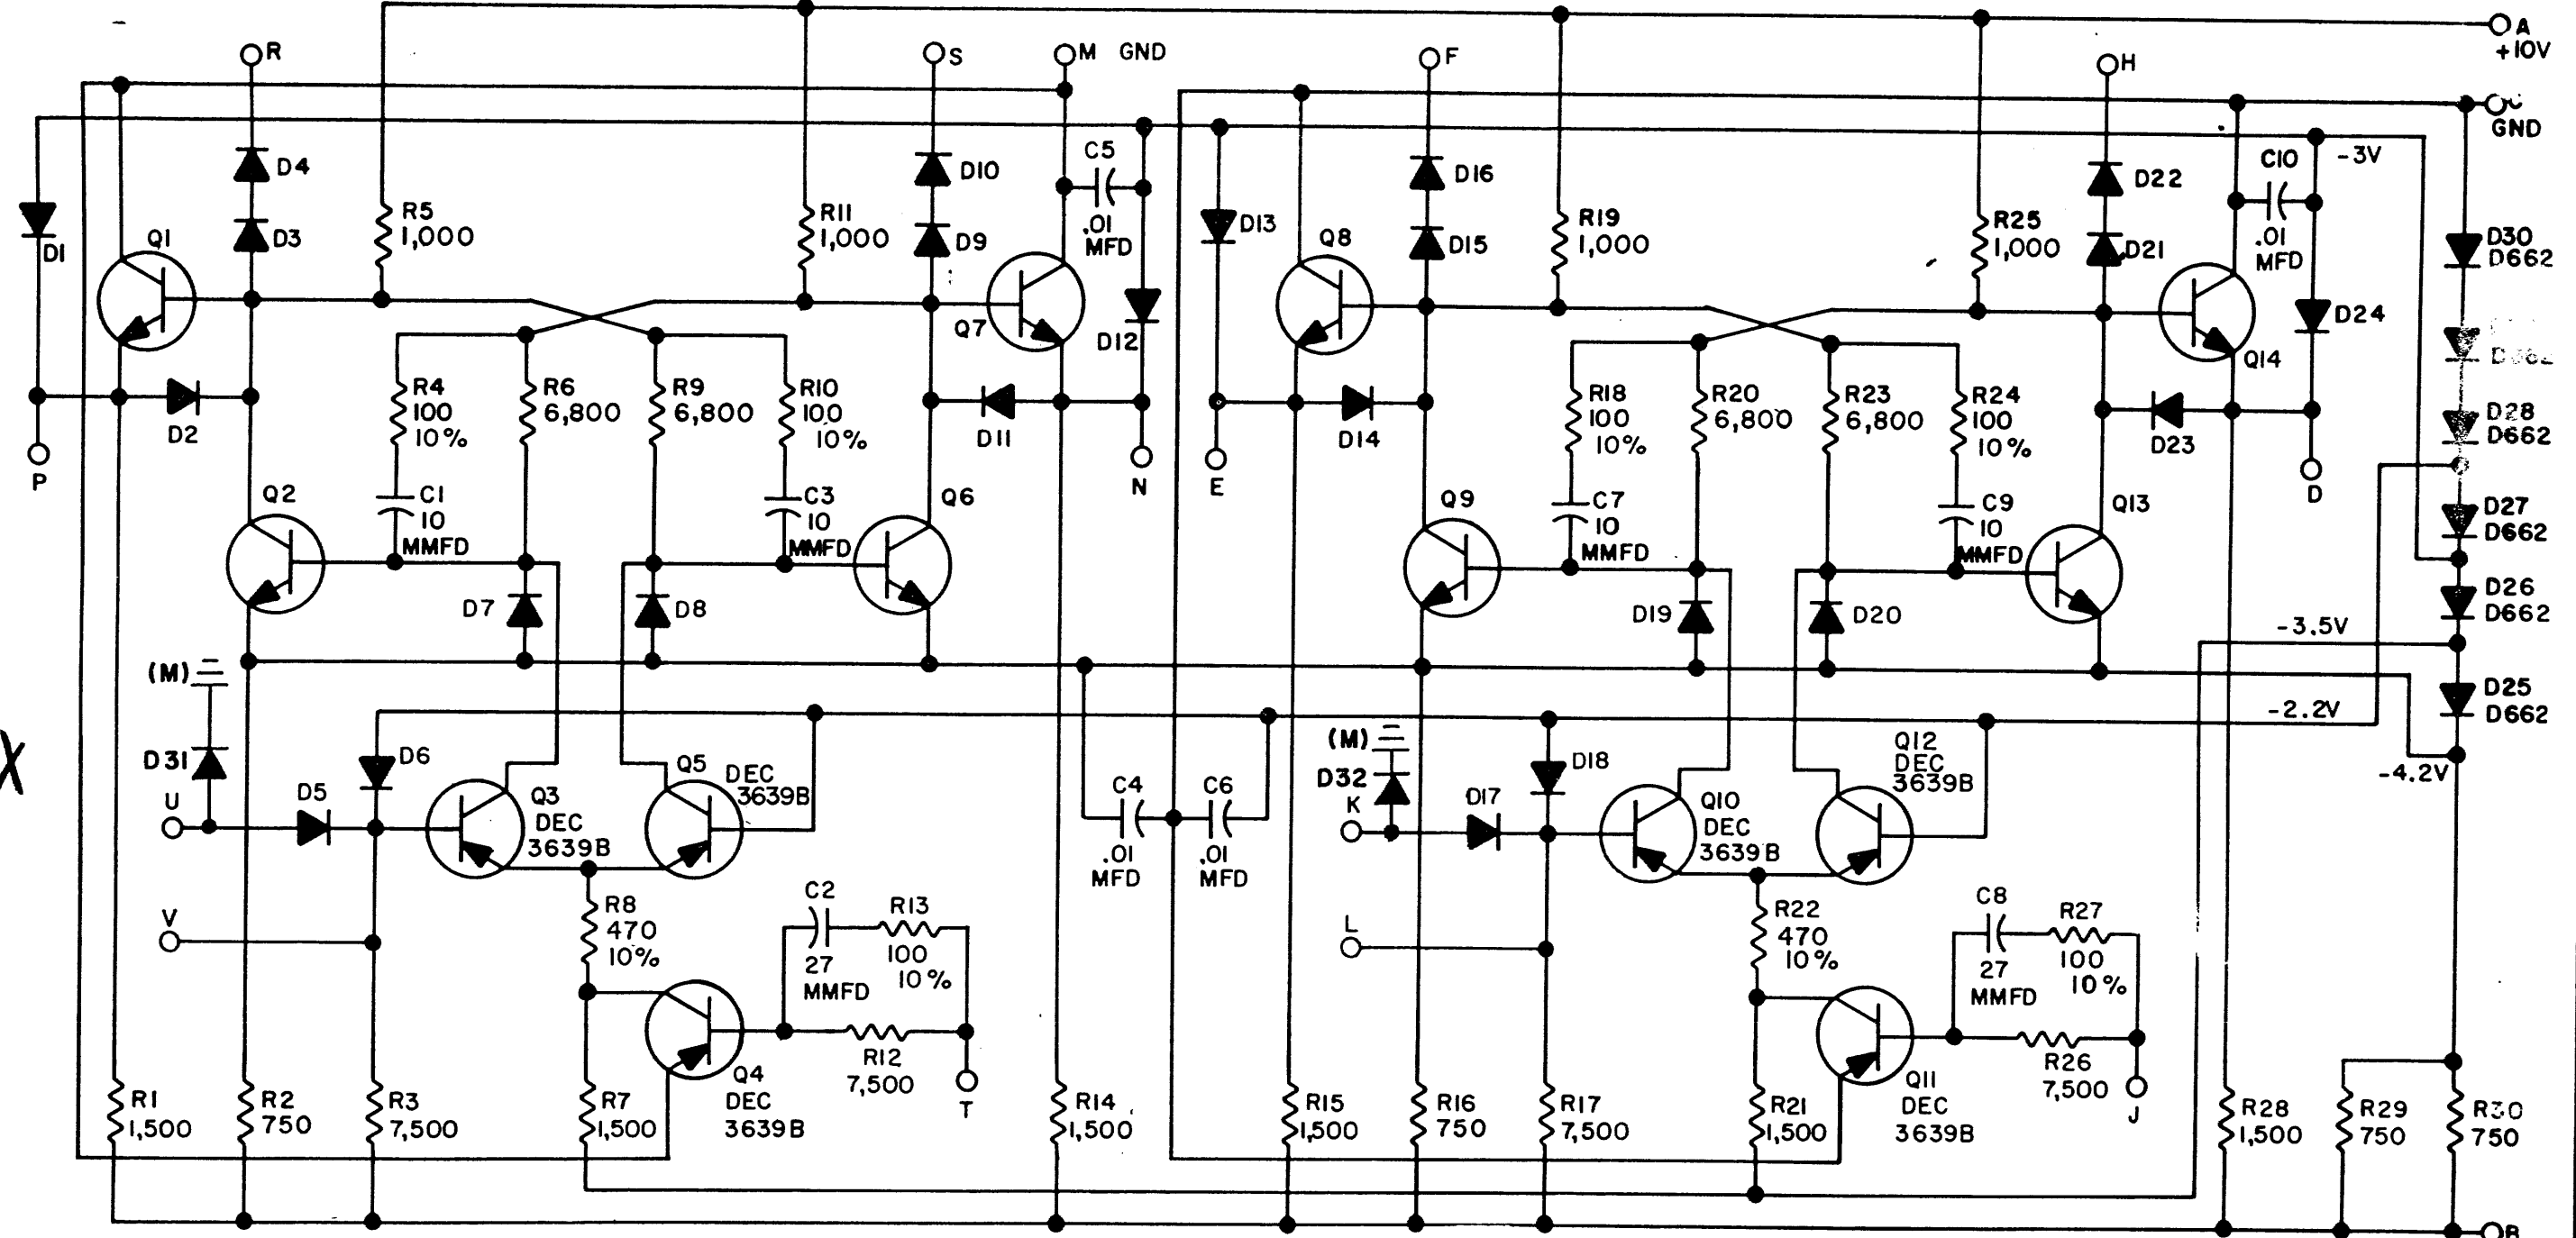 A
+10V
R
S
M GND
F
H
C
GND
D4
D10
C5
.01
MFD
D16
D22
C10
.01
MFD
-3V
D1
Q1
D3
R5
1,000
R11
1,000
D9
D13
Q8
D15
R19
1,000
R25
1,000
D21
D30
D662
Q7
D12
Q14
D24
D2
R4
100
10%
R6
6,800
R9
6,800
R10
100
10%
D11
D14
R18
100
10%
R20
6,800
R23
6,800
R24
100
10%
D23
D28
D662
P
N
E
D
Q2
C1
10
MMFD
C3
10
MMFD
Q6
Q9
C7
10
MMFD
C9
10
MMFD
Q13
D27
D662
D7
D8
D19
D20
D26
D662
-3.5V
(M)
D25
D662
-2.2V
-4.2V
X
D31
U
D5
D6
Q3
DEC
3639B
Q5
DEC
3639B
C4
.01
MFD
C6
.01
MFD
(M)
D32
K
D17
D18
Q10
DEC
3639B
Q12
DEC
3639B
V
R8
470
10%
C2
27
MMFD
R13
100
10%
L
R22
470
10%
C8
27
MMFD
R27
100
10%
R12
7,500
T
Q4
DEC
3639B
R26
7,500
J
Q11
DEC
3639B
R1
1,500
R2
750
R3
7,500
R7
1,500
R14
1,500
R15
1,500
R16
750
R17
7,500
R21
1,500
R28
1,500
R29
750
R30
750
B